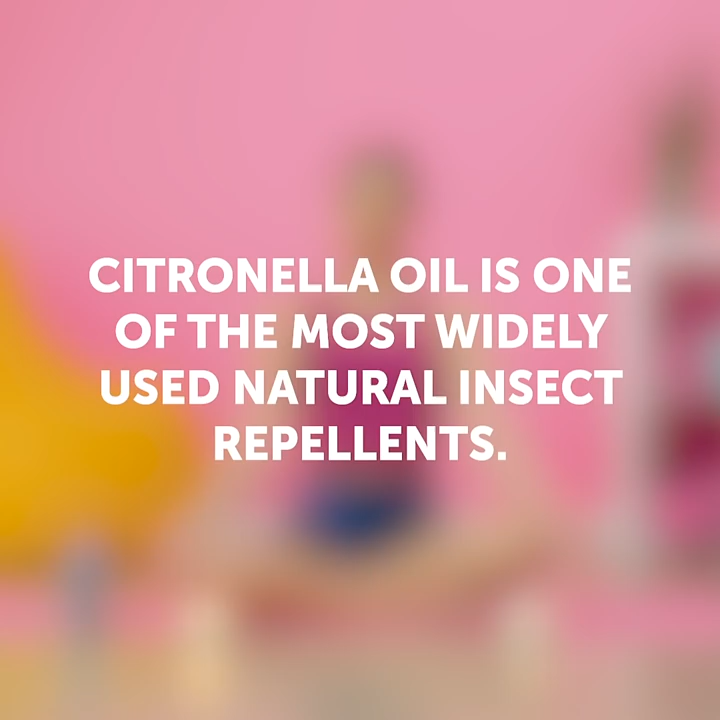 CITRONELLA OIL IS ONE
OF THE MOST WIDELY
USED NATURAL INSECT
REPELLENTS.